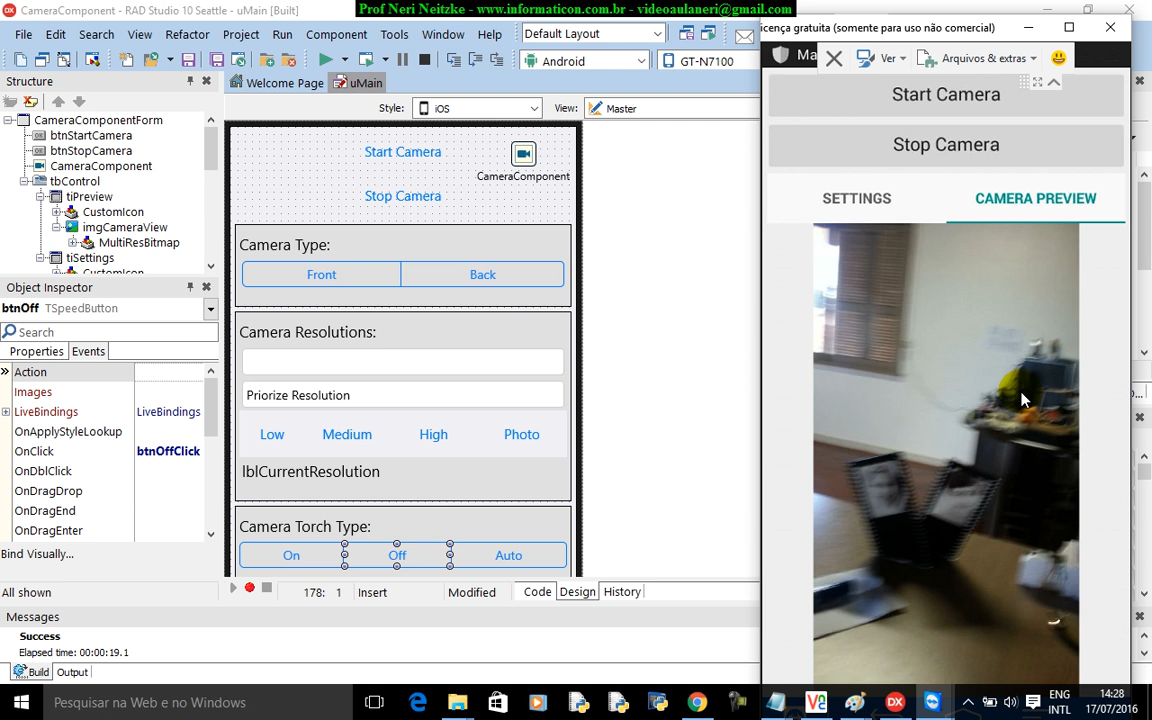 CameraComponent - RAD Studio 10 Seattle - uMain [Built]
Prof Neri Neitzke - www.informaticon.com.br - videoaulaneri@gmail.com
File Edit Search View Refactor Project Run Component Tools Window Help
Default Layout
Android
GT-N7100
Structure
Welcome Page
uMain
CameraComponentForm
btnStartCamera
btnStopCamera
CameraComponent
tbControl
tiPreview
CustomIcon
imgCameraView
MultiResBitmap
tiSettings
CustomIcon
Object Inspector
btnOff TSpeedButton
Search
Properties Events
Action
Images
LiveBindings LiveBindings
OnApplyStyleLookup
OnClick btnOffClick
OnDblClick
OnDragDrop
OnDragEnd
OnDragEnter
Bind Visually...
All shown
Style: iOS
View: Master
Start Camera
CameraComponent
Stop Camera
Camera Type:
Front Back
Camera Resolutions:
Priorize Resolution
Low Medium High Photo
lblCurrentResolution
Camera Torch Type:
On Off Auto
178: 1 Insert Modified
Code Design History
Messages
Success
Elapsed time: 00:00:19.1
Build Output
icença gratuita (somente para uso não comercial)
Ma
Ver
Arquivos & extras
Start Camera
Stop Camera
SETTINGS
CAMERA PREVIEW
Pesquisar na Web e no Windows
ENG
INTL
14:28
17/07/2016